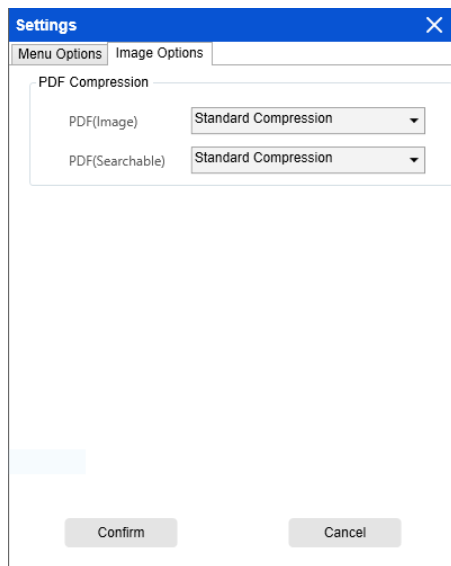 Settings
Menu Options Image Options
PDF Compression
PDF(Image) Standard Compression
PDF(Searchable) Standard Compression
Confirm Cancel